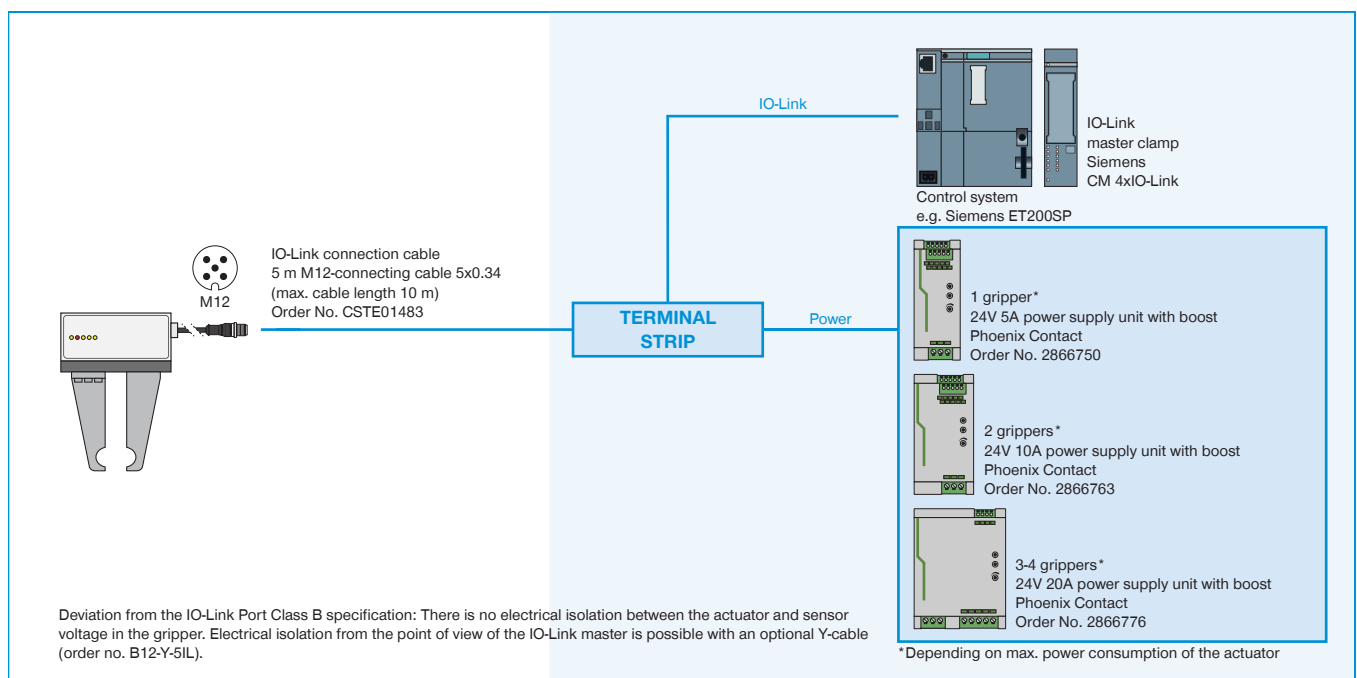 IO-Link
IO-Link
master clamp
Siemens
CM 4xIO-Link
Control system
e.g. Siemens ET200SP
M12
IO-Link connection cable
5 m M12-connecting cable 5x0.34
(max. cable length 10 m)
Order No. CSTE01483
TERMINAL
STRIP
Power
1 gripper*
24V 5A power supply unit with boost
Phoenix Contact
Order No. 2866750
2 grippers*
24V 10A power supply unit with boost
Phoenix Contact
Order No. 2866763
3-4 grippers*
24V 20A power supply unit with boost
Phoenix Contact
Order No. 2866776
Deviation from the IO-Link Port Class B specification: There is no electrical isolation between the actuator and sensor
voltage in the gripper. Electrical isolation from the point of view of the IO-Link master is possible with an optional Y-cable
(order no. B12-Y-5IL).
*Depending on max. power consumption of the actuator